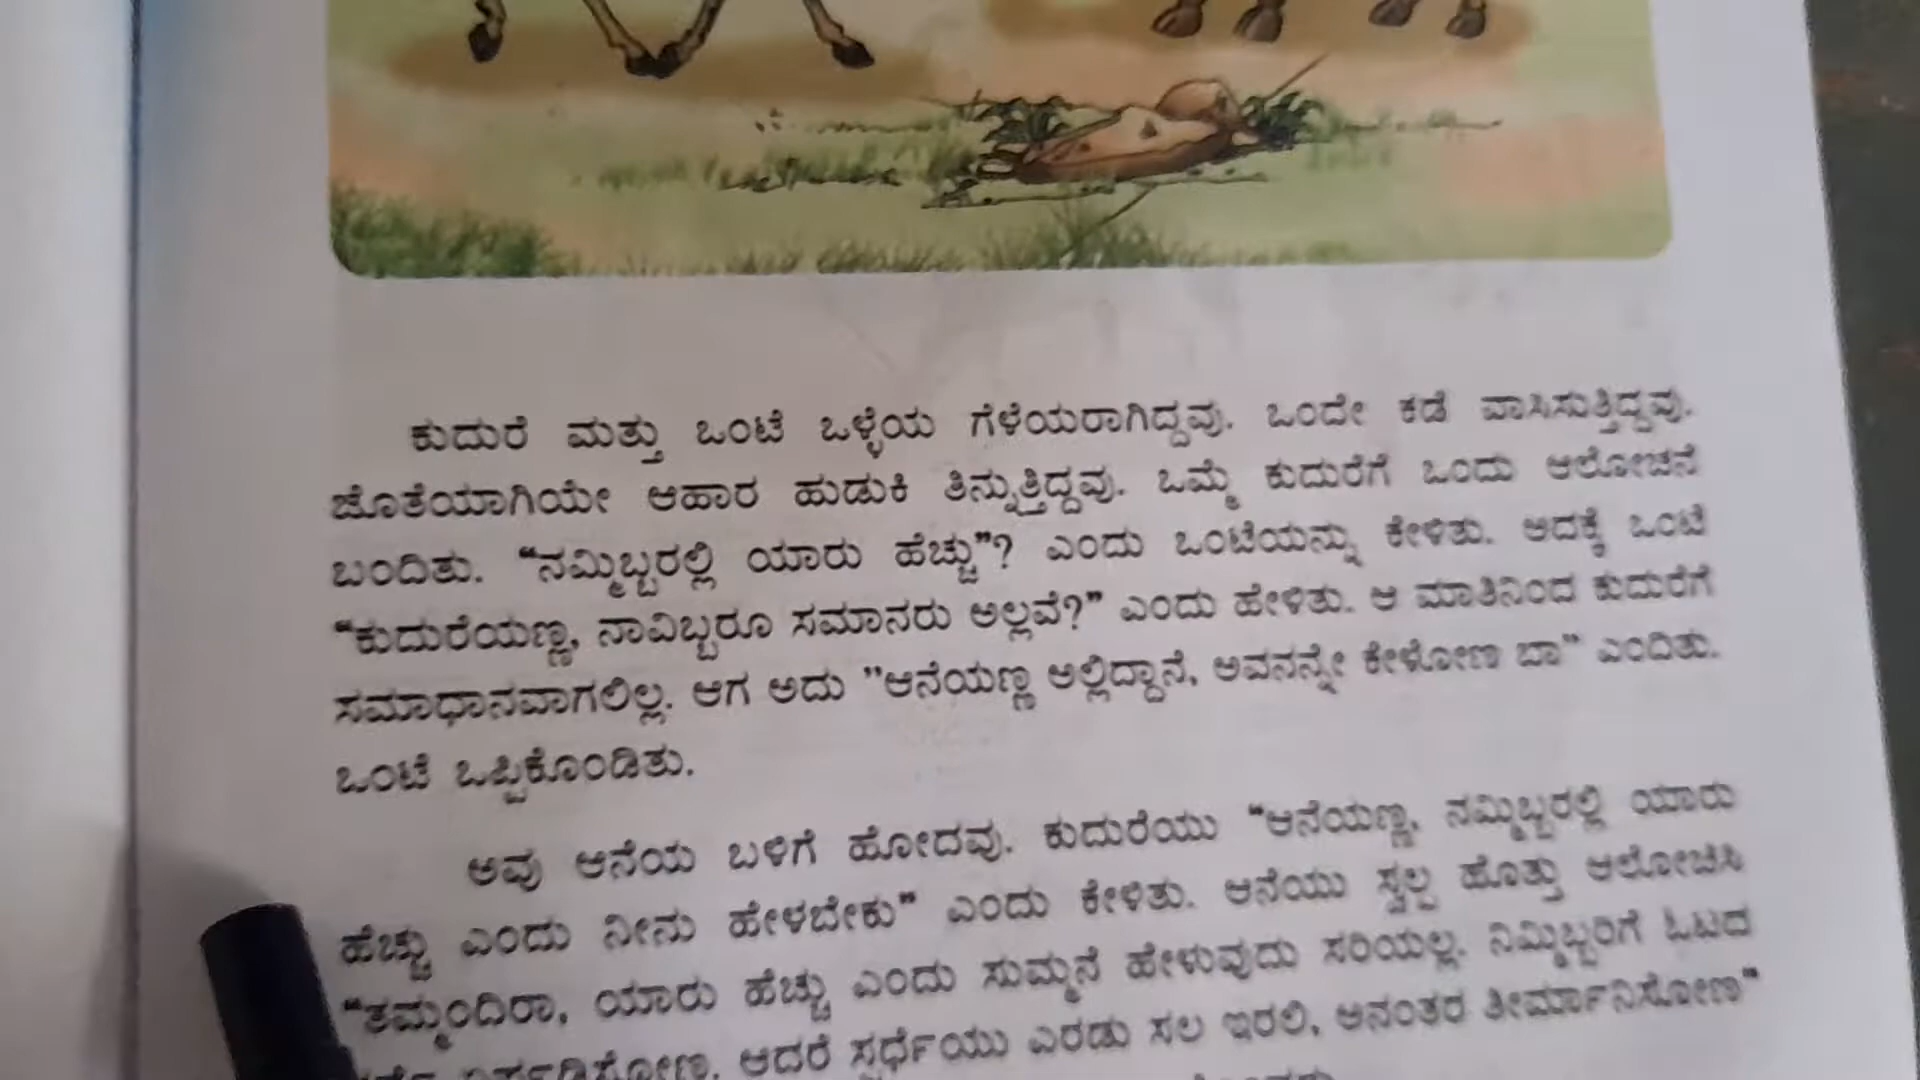 ಕುದುರೆ ಮತ್ತು ಒಂಟೆ ಒಳ್ಳೆಯ ಗೆಳೆಯರಾಗಿದ್ದವು. ಒಂದೇ ಕಡೆ ವಾಸಿಸುತ್ತಿದ್ದವು.
ಜೊತೆಯಾಗಿಯೇ ಆಹಾರ ಹುಡುಕಿ ತಿನ್ನುತ್ತಿದ್ದವು. ಒಮ್ಮೆ ಕುದುರೆಗೆ ಒಂದು ಆಲೋಚನೆ
ಬಂದಿತು. “ನಮ್ಮಿಬ್ಬರಲ್ಲಿ ಯಾರು ಹೆಚ್ಚು”? ಎಂದು ಒಂಟೆಯನ್ನು ಕೇಳಿತು. ಅದಕ್ಕೆ ಒಂಟೆ
“ಕುದುರೆಯಣ್ಣ, ನಾವಿಬ್ಬರೂ ಸಮಾನರು ಅಲ್ಲವೆ?” ಎಂದು ಹೇಳಿತು. ಆ ಮಾತಿನಿಂದ ಕುದುರೆಗೆ
ಸಮಾಧಾನವಾಗಲಿಲ್ಲ. ಆಗ ಅದು ”ಆನೆಯಣ್ಣ ಅಲ್ಲಿದ್ದಾನೆ, ಅವನನ್ನೇ ಕೇಳೋಣ ಬಾ” ಎಂದಿತು.
ಒಂಟೆ ಒಪ್ಪಿಕೊಂಡಿತು.
ಅವು ಆನೆಯ ಬಳಿಗೆ ಹೋದವು. ಕುದುರೆಯು “ಆನೆಯಣ್ಣ, ನಮ್ಮಿಬ್ಬರಲ್ಲಿ ಯಾರು
ಹೆಚ್ಚು ಎಂದು ನೀನು ಹೇಳಬೇಕು” ಎಂದು ಕೇಳಿತು. ಆನೆಯು ಸ್ವಲ್ಪ ಹೊತ್ತು ಆಲೋಚಿಸಿ
“ತಮ್ಮಂದಿರಾ, ಯಾರು ಹೆಚ್ಚು ಎಂದು ಸುಮ್ಮನೆ ಹೇಳುವುದು ಸರಿಯಲ್ಲ. ನಿಮ್ಮಿಬ್ಬರಿಗೆ ಓಟದ
ಆದರೆ ಸ್ಪರ್ಧೆಯು ಎರಡು ಸಲ ಇರಲಿ, ಅನಂತರ ತೀರ್ಮಾನಿಸೋಣ”